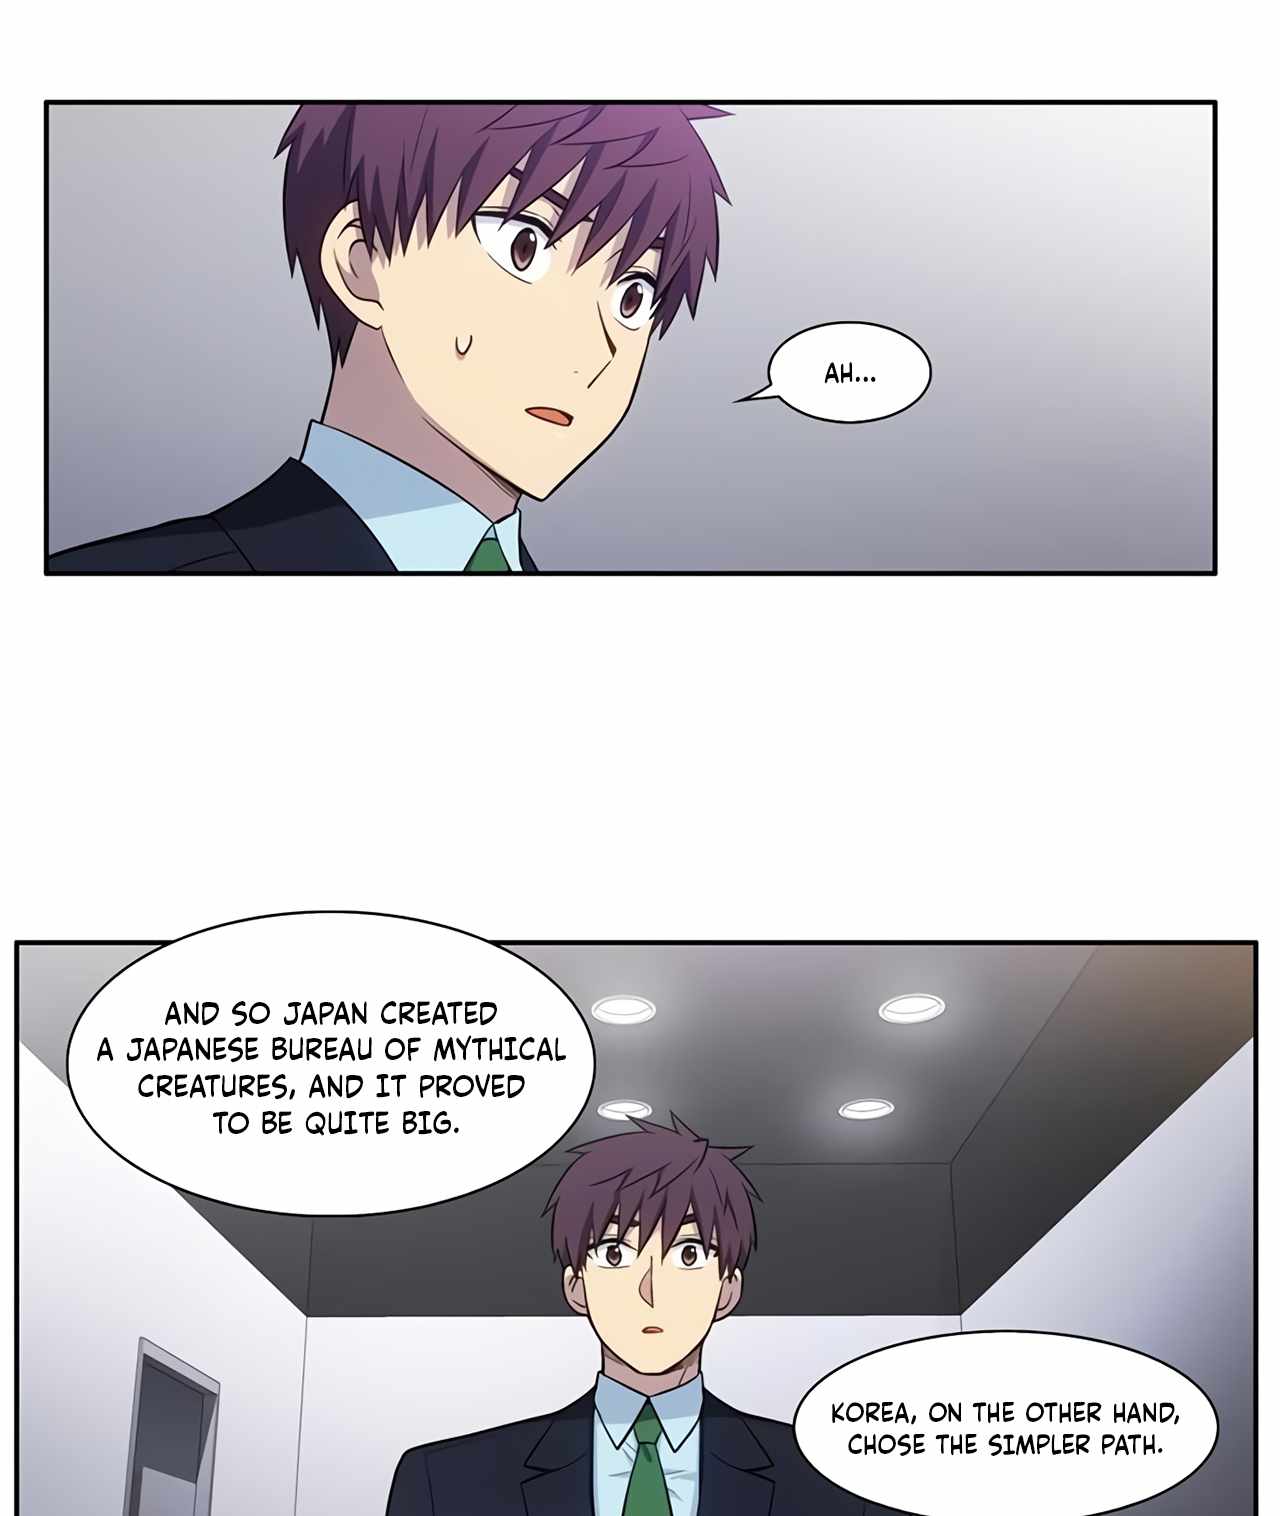 AH...
AND SO JAPAN CREATED
A JAPANESE BUREAU OF MYTHICAL
CREATURES, AND IT PROVED
TO BE QUITE BIG.
KOREA, ON THE OTHER HAND,
CHOSE THE SIMPLER PATH.